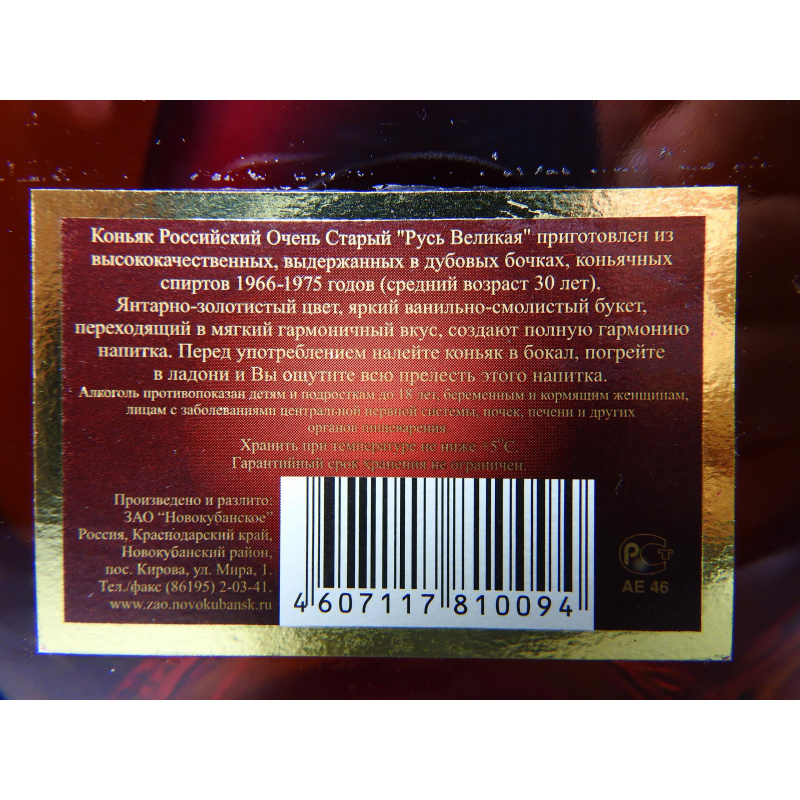 Коньяк Российский Очень Старый "Русь Великая" приготовлен из
высококачественных, выдержанных в дубовых бочках, коньячных
спиртов 1966-1975 годов (средний возраст 30 лет).
Янтарно-золотистый цвет, яркий ванильно-смолистый букет,
переходящий в мягкий гармоничный вкус, создают полную гармонию
напитка. Перед употреблением налейте коньяк в бокал, погрейте
в ладони и Вы ощутите всю прелесть этого напитка.
Алкоголь противопоказан детям и подросткам до 18 лет, беременным и кормящим женщинам,
лицам с заболеваниями центральной нервной системы, почек, печени и других
органов пищеварения.
Хранить при температуре не ниже +5°С.
Гарантийный срок хранения не ограничен.
Произведено и разлито:
ЗАО “Новокубанское”
Россия, Краснодарский край,
Новокубанский район,
пос. Кирова, ул. Мира, 1.
Тел./факс (86195) 2-03-41.
www.zao.novokubansk.ru
4 607117 810094
РСТ
АЕ 46